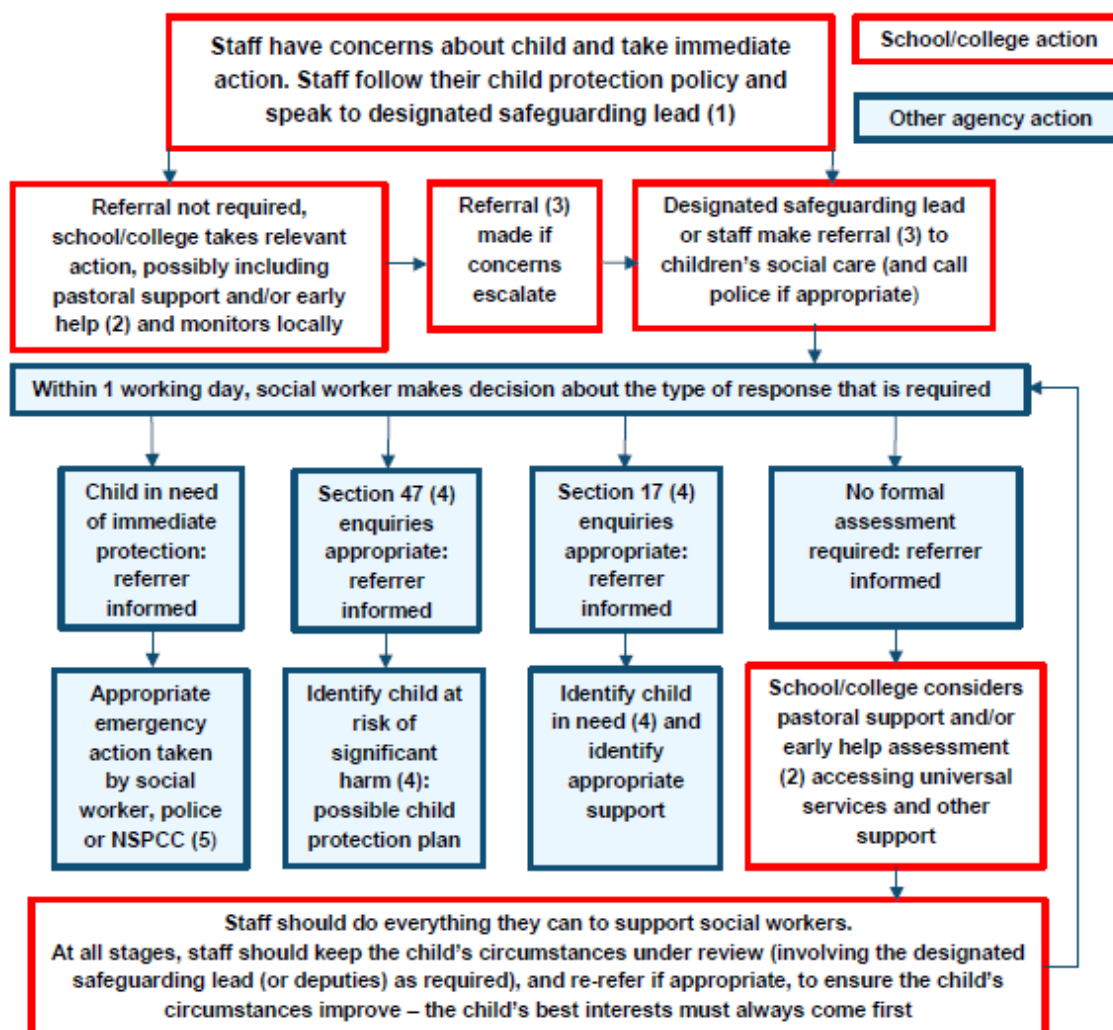 Staff have concerns about child and take immediate
action. Staff follow their child protection policy and
speak to designated safeguarding lead (1)
School/college action
Other agency action
Referral not required,
school/college takes relevant
action, possibly including
pastoral support and/or early
help (2) and monitors locally
Referral (3)
made if
concerns
escalate
Designated safeguarding lead
or staff make referral (3) to
children's social care (and call
police if appropriate)
Within 1 working day, social worker makes decision about the type of response that is required
Child in need
of immediate
protection:
referrer
informed
Section 47 (4)
enquiries
appropriate:
referrer
informed
Section 17 (4)
enquiries
appropriate:
referrer
informed
No formal
assessment
required: referrer
informed
Appropriate
emergency
action taken
by social
worker, police
or NSPCC (5)
Identify child at
risk of
significant
harm (4):
possible child
protection plan
Identify child
in need (4) and
identify
appropriate
support
School/college considers
pastoral support and/or
early help assessment
(2) accessing universal
services and other
support
Staff should do everything they can to support social workers.
At all stages, staff should keep the child's circumstances under review (involving the designated
safeguarding lead (or deputies) as required), and re-refer if appropriate, to ensure the child's
circumstances improve – the child's best interests must always come first